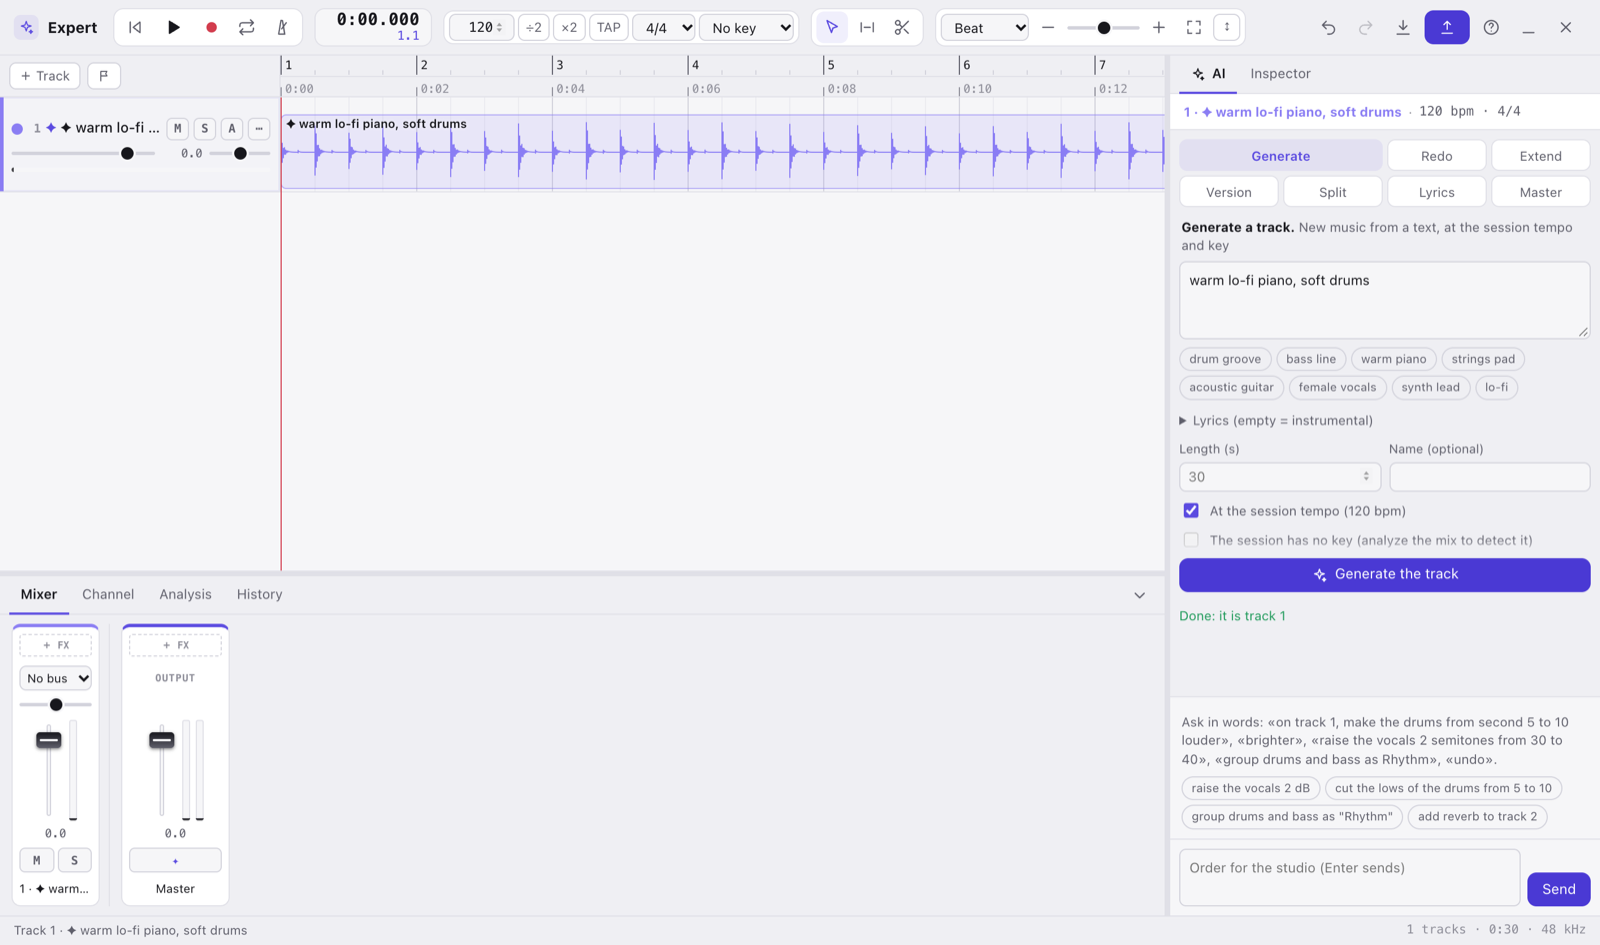 Expert
0:00.000
1.1
120
÷2
×2
TAP
4/4
No key
Beat
+ Track
1
2
3
4
5
6
7
0:00
0:02
0:04
0:06
0:08
0:10
0:12
1 ✦ ✦ warm lo-fi ...
M
S
A
0.0
✦ warm lo-fi piano, soft drums
AI
Inspector
1 · ✦ warm lo-fi piano, soft drums · 120 bpm · 4/4
Generate
Redo
Extend
Version
Split
Lyrics
Master
Generate a track. New music from a text, at the session tempo
and key
warm lo-fi piano, soft drums
drum groove
bass line
warm piano
strings pad
acoustic guitar
female vocals
synth lead
lo-fi
Lyrics (empty = instrumental)
Length (s)
Name (optional)
30
At the session tempo (120 bpm)
The session has no key (analyze the mix to detect it)
Generate the track
Done: it is track 1
Mixer
Channel
Analysis
History
+ FX
No bus
0.0
M
S
1 · ✦ warm...
+ FX
OUTPUT
0.0
Master
Ask in words: «on track 1, make the drums from second 5 to 10
louder», «brighter», «raise the vocals 2 semitones from 30 to
40», «group drums and bass as Rhythm», «undo».
raise the vocals 2 dB
cut the lows of the drums from 5 to 10
group drums and bass as "Rhythm"
add reverb to track 2
Order for the studio (Enter sends)
Send
Track 1 · ✦ warm lo-fi piano, soft drums
1 tracks · 0:30 · 48 kHz